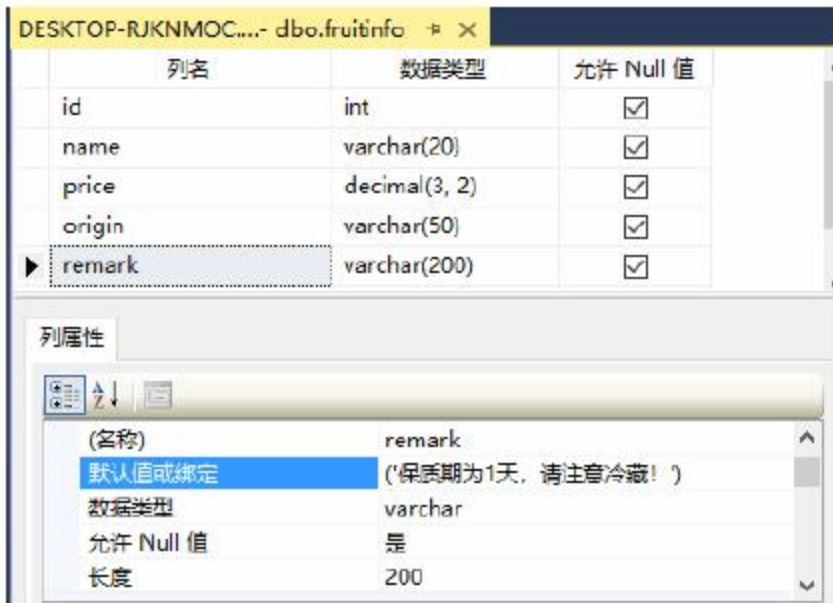 DESKTOP-RJKNMOC....- dbo.fruitinfo
列名 数据类型 允许 Null 值
id int
name varchar(20)
price decimal(3, 2)
origin varchar(50)
remark varchar(200)
列属性
(名称) remark
默认值或绑定 ('保质期为1天，请注意冷藏！')
数据类型 varchar
允许 Null 值 是
长度 200